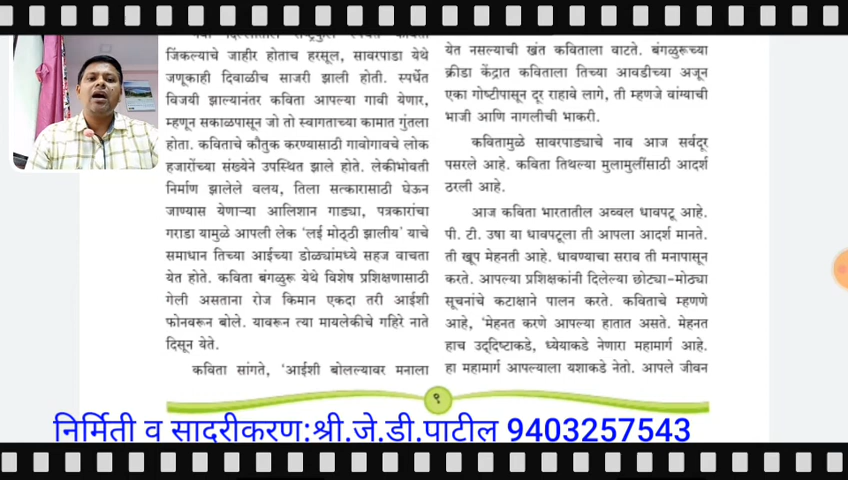 जिंकल्याचे जाहीर होताच हरसूल, सावरपाडा येथे
जणूकाही दिवाळीच साजरी झाली होती. स्पर्धेत
विजयी झाल्यानंतर कविता आपल्या गावी येणार,
म्हणून सकाळपासून जो तो स्वागताच्या कामात गुंतला
होता. कविताचे कौतुक करण्यासाठी गावोगावचे लोक
हजारोंच्या संख्येने उपस्थित झाले होते. लेकीभोवती
निर्माण झालेले वलय, तिला सत्कारासाठी घेऊन
जाण्यास येणाऱ्या आलिशान गाड्या, पत्रकारांचा
गराडा यामुळे आपली लेक ‘लई मोठ्ठी झालीय’ याचे
समाधान तिच्या आईच्या डोळ्यांमध्ये सहज वाचता
येत होते. कविता बंगळुरू येथे विशेष प्रशिक्षणासाठी
गेली असताना रोज किमान एकदा तरी आईशी
फोनवरून बोले. यावरून त्या मायलेकीचे गहिरे नाते
दिसून येते.
कविता सांगते, ‘आईशी बोलल्यावर मनाला
येत नसल्याची खंत कविताला वाटते. बंगळुरूच्या
क्रीडा केंद्रात कविताला तिच्या आवडीच्या अजून
एका गोष्टीपासून दूर राहावे लागे, ती म्हणजे वांग्याची
भाजी आणि नागलीची भाकरी.
कवितामुळे सावरपाड्याचे नाव आज सर्वदूर
पसरले आहे. कविता तिथल्या मुलामुलींसाठी आदर्श
ठरली आहे.
आज कविता भारतातील अव्वल धावपटू आहे.
पी. टी. उषा या धावपटूला ती आपला आदर्श मानते.
ती खूप मेहनती आहे. धावण्याचा सराव ती मनापासून
करते. आपल्या प्रशिक्षकांनी दिलेल्या छोट्या-मोठ्या
सूचनांचे कटाक्षाने पालन करते. कविताचे म्हणणे
आहे, ‘मेहनत करणे आपल्या हातात असते. मेहनत
हाच उद्दिष्टाकडे, ध्येयाकडे नेणारा महामार्ग आहे.
हा महामार्ग आपल्याला यशाकडे नेतो. आपले जीवन
९
निर्मिती व सादरीकरण:श्री.जे.डी.पाटील 9403257543